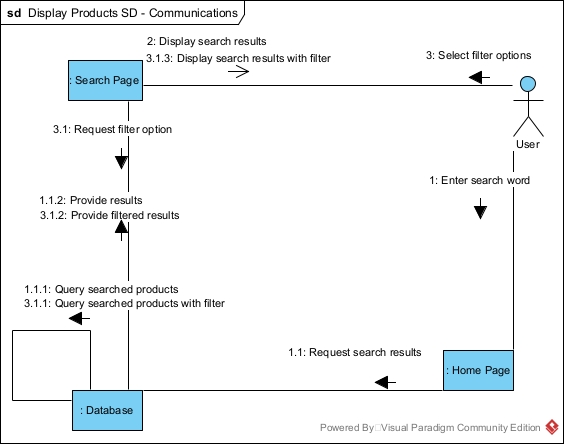 sd Display Products SD - Communications
2: Display search results
3.1.3: Display search results with filter
3: Select filter options
: Search Page
User
3.1: Request filter option
1: Enter search word
1.1.2: Provide results
3.1.2: Provide filtered results
1.1.1: Query searched products
3.1.1: Query searched products with filter
1.1: Request search results
: Home Page
: Database
Powered By Visual Paradigm Community Edition